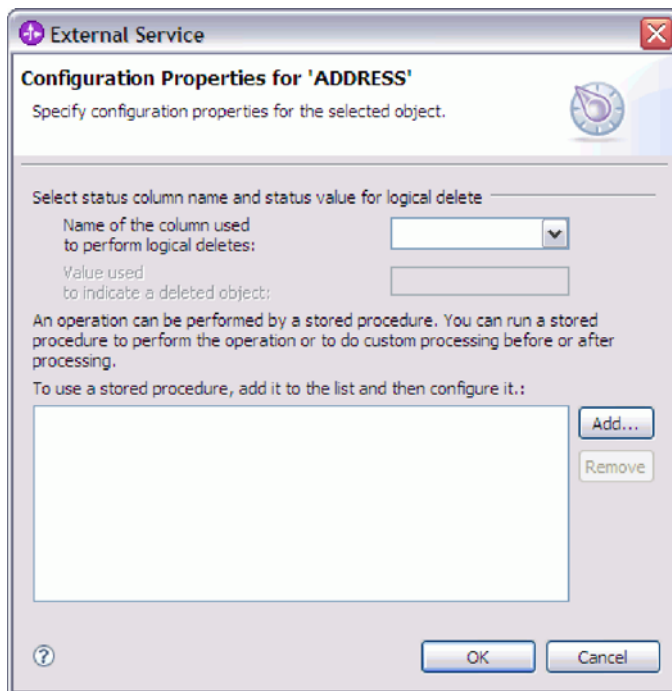 External Service
Configuration Properties for 'ADDRESS'
Specify configuration properties for the selected object.
Select status column name and status value for logical delete
Name of the column used
to perform logical deletes:
Value used
to indicate a deleted object:
An operation can be performed by a stored procedure. You can run a stored
procedure to perform the operation or to do custom processing before or after
processing.
To use a stored procedure, add it to the list and then configure it.:
Add...
Remove
OK
Cancel